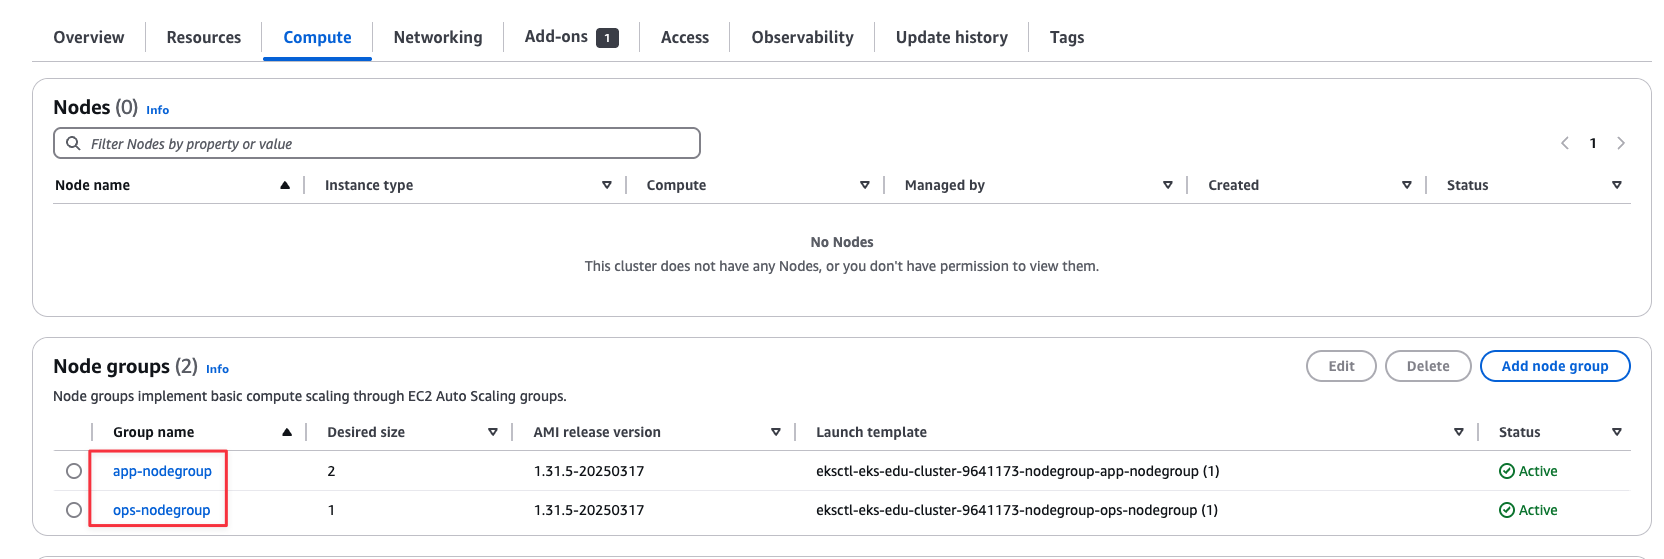 Overview Resources Compute Networking Add-ons 1 Access Observability Update history Tags
Nodes (0) Info
Filter Nodes by property or value
1
Node name Instance type Compute Managed by Created Status
No Nodes
This cluster does not have any Nodes, or you don't have permission to view them.
Node groups (2) Info
Edit Delete Add node group
Node groups implement basic compute scaling through EC2 Auto Scaling groups.
Group name Desired size AMI release version Launch template Status
app-nodegroup 2 1.31.5-20250317 eksctl-eks-edu-cluster-9641173-nodegroup-app-nodegroup (1) Active
ops-nodegroup 1 1.31.5-20250317 eksctl-eks-edu-cluster-9641173-nodegroup-ops-nodegroup (1) Active